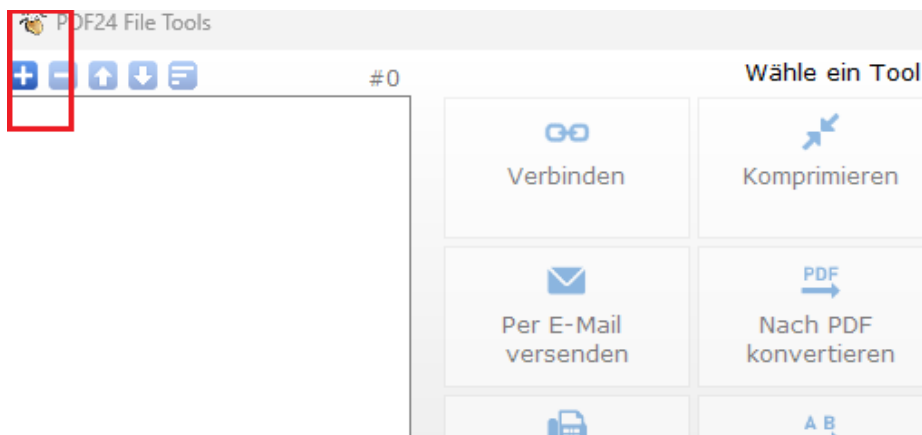 PDF24 File Tools
#0
Wähle ein Tool
Verbinden
Komprimieren
Per E-Mail
versenden
PDF
Nach PDF
konvertieren
A B